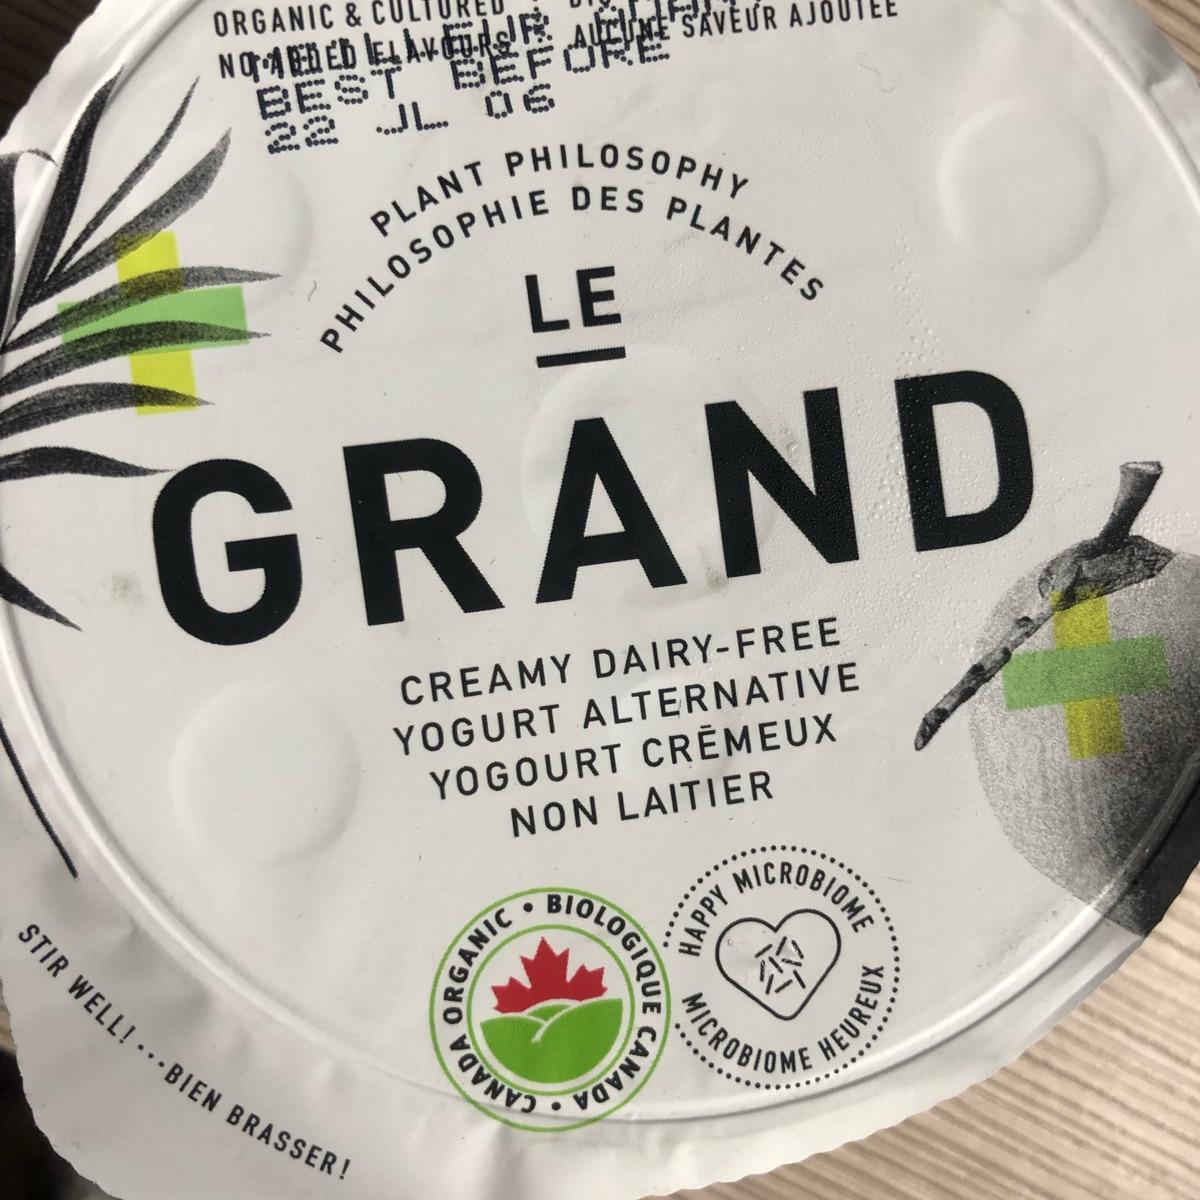 ORGANIC & CULTURED
NO ADDED FLAVOURS
AUCUNE SAVEUR AJOUTÉE
BEST BEFORE
22 JL 06
PLANT PHILOSOPHY
PHILOSOPHIE DES PLANTES
LE
GRAND
CREAMY DAIRY-FREE
YOGURT ALTERNATIVE
YOGOURT CRĒMEUX
NON LAITIER
CANADA ORGANIC • BIOLOGIQUE CANADA •
HAPPY MICROBIOME
MICROBIOME HEUREUX
STIR WELL! ...BIEN BRASSER!